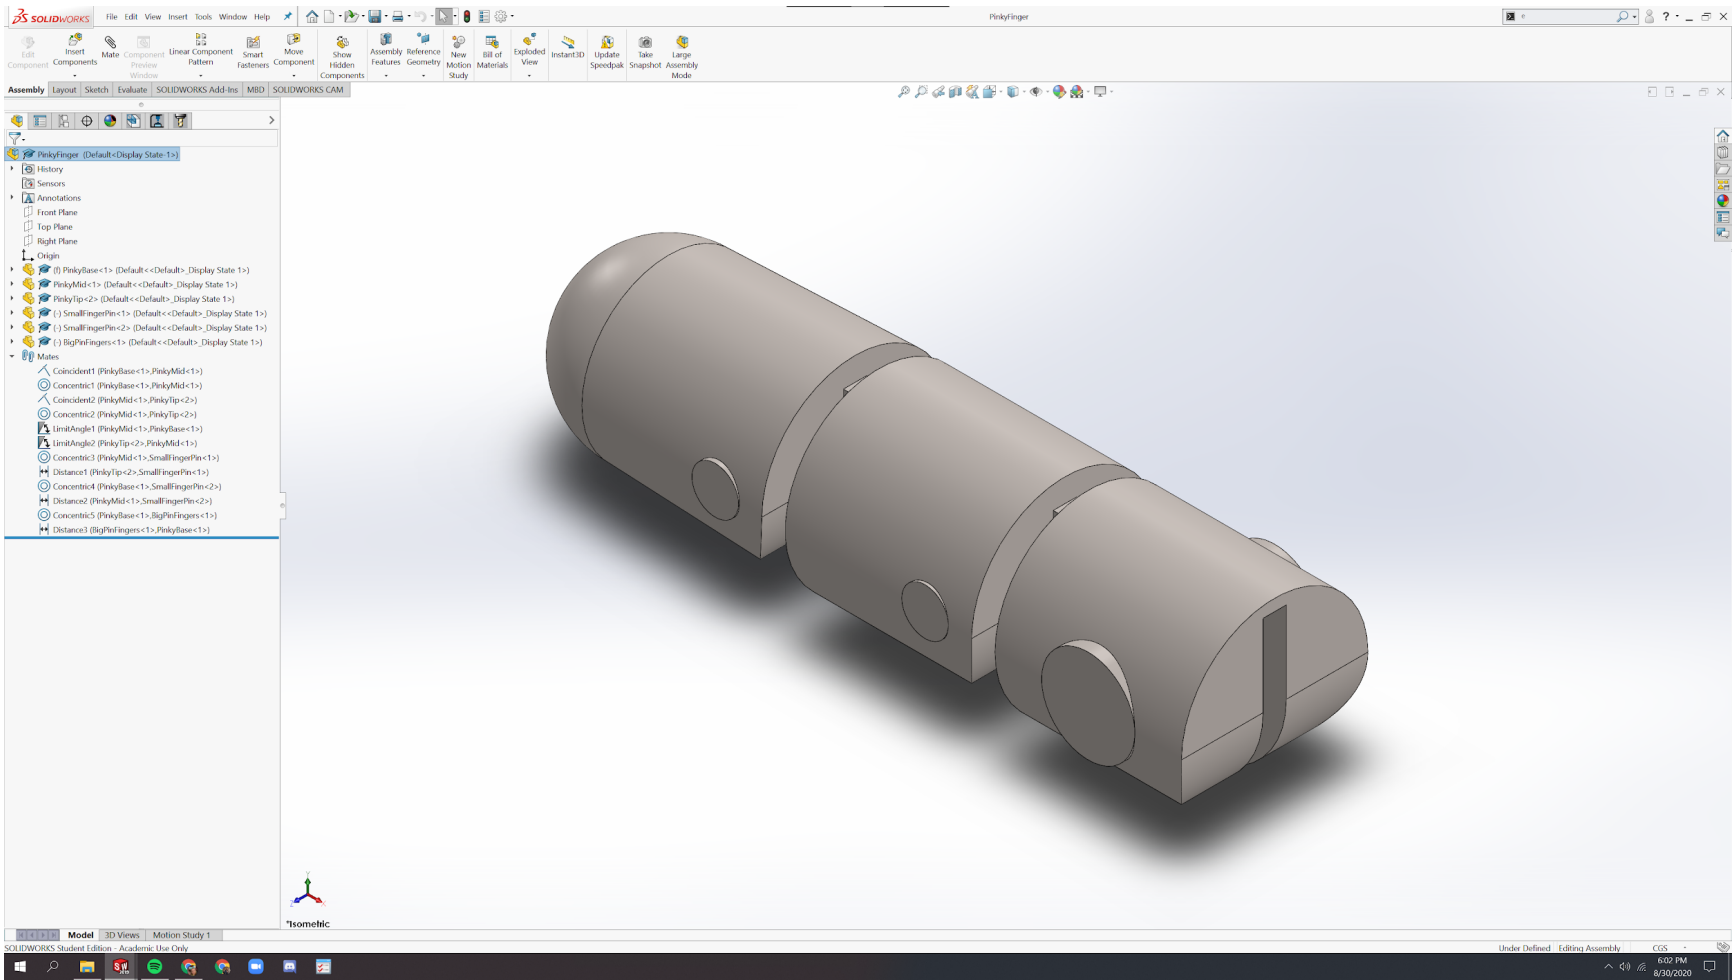 SOLIDWORKS File Edit View Insert Tools Window Help PinkyFinger
Edit Component
Insert Components
Mate
Component Preview Window
Linear Component Pattern
Smart Fasteners
Move Component
Show Hidden Components
Assembly Features
Reference Geometry
New Motion Study
Bill of Materials
Exploded View
Instant3D
Update Speedpak
Take Snapshot
Large Assembly Mode
Assembly Layout Sketch Evaluate SOLIDWORKS Add-Ins MBD SOLIDWORKS CAM
PinkyFinger (Default<Display State-1>)
History
Sensors
Annotations
Front Plane
Top Plane
Right Plane
Origin
(f) PinkyBase<1> (Default<<Default>_Display State 1>)
PinkyMid<1> (Default<<Default>_Display State 1>)
PinkyTip<2> (Default<<Default>_Display State 1>)
(-) SmallFingerPin<1> (Default<<Default>_Display State 1>)
(-) SmallFingerPin<2> (Default<<Default>_Display State 1>)
(-) BigPinFingers<1> (Default<<Default>_Display State 1>)
Mates
Coincident1 (PinkyBase<1>,PinkyMid<1>)
Concentric1 (PinkyBase<1>,PinkyMid<1>)
Coincident2 (PinkyMid<1>,PinkyTip<2>)
Concentric2 (PinkyMid<1>,PinkyTip<2>)
LimitAngle1 (PinkyMid<1>,PinkyBase<1>)
LimitAngle2 (PinkyTip<2>,PinkyMid<1>)
Concentric3 (PinkyMid<1>,SmallFingerPin<1>)
Distance1 (PinkyTip<2>,SmallFingerPin<1>)
Concentric4 (PinkyBase<1>,SmallFingerPin<2>)
Distance2 (PinkyMid<1>,SmallFingerPin<2>)
Concentric5 (PinkyBase<1>,BigPinFingers<1>)
Distance3 (BigPinFingers<1>,PinkyBase<1>)
*Isometric
Model 3D Views Motion Study 1
SOLIDWORKS Student Edition - Academic Use Only Under Defined Editing Assembly CGS
6:02 PM
8/30/2020